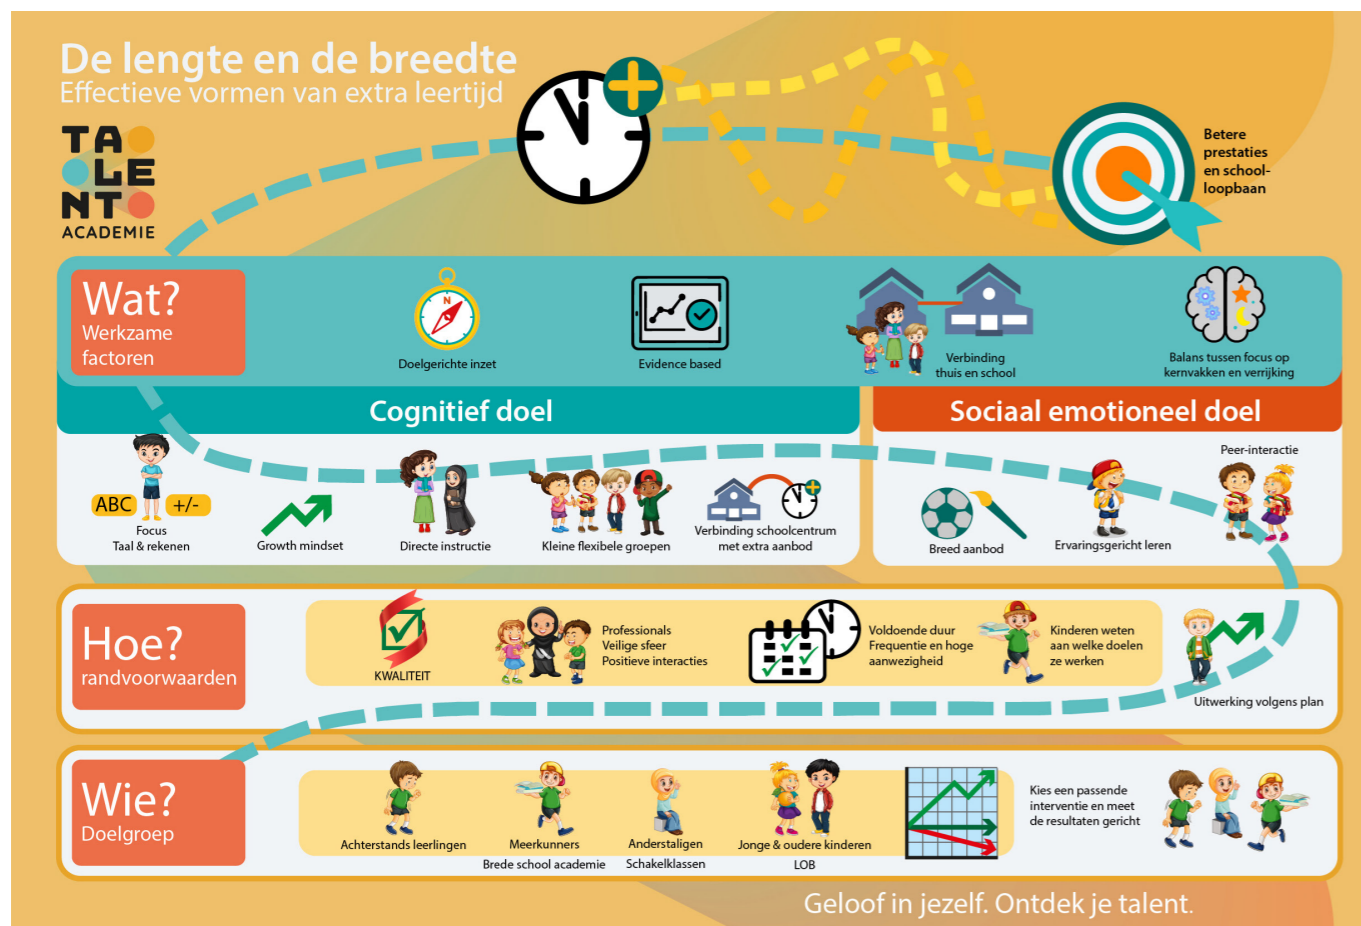 De lengte en de breedte
Effectieve vormen van extra leertijd
TA
LE
NT
ACADEMIE
Betere
prestaties
en school-
loopbaan
Wat?
Werkzame
factoren
N
Doelgerichte inzet
Evidence based
Verbinding
thuis en school
Balans tussen focus op
kernvakken en verrijking
Cognitief doel
Sociaal emotioneel doel
ABC
+/-
Focus
Taal & rekenen
Growth mindset
Directe instructie
Kleine flexibele groepen
Verbinding schoolcentrum
met extra aanbod
Breed aanbod
Ervaringsgericht leren
Peer-interactie
Hoe?
randvoorwaarden
KWALITEIT
Professionals
Veilige sfeer
Positieve interacties
Voldoende duur
Frequentie en hoge
aanwezigheid
Kinderen weten
aan welke doelen
ze werken
Uitwerking volgens plan
Wie?
Doelgroep
Achterstands leerlingen
Meerkunners
Brede school academie
Anderstaligen
Schakelklassen
Jonge & oudere kinderen
LOB
Kies een passende
interventie en meet
de resultaten gericht
Geloof in jezelf. Ontdek je talent.